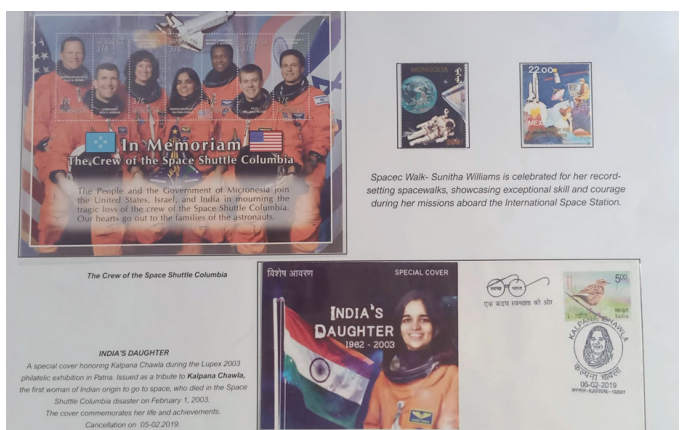 37c
37c
37c
In Memoriam
The Crew of the Space Shuttle Columbia
The People and the Government of Micronesia join
the United States, Israel, and India in mourning the
tragic loss of the crew of the Space Shuttle Columbia.
Our hearts go out to the families of the astronauts.
The Crew of the Space Shuttle Columbia
22.00
Spacec Walk- Sunitha Williams is celebrated for her record-
setting spacewalks, showcasing exceptional skill and courage
during her missions aboard the International Space Station.
INDIA'S DAUGHTER
A special cover honoring Kalpana Chawla during the Lupex 2003
philatelic exhibition in Patna. Issued as a tribute to Kalpana Chawla,
the first woman of Indian origin to go to space, who died in the Space
Shuttle Columbia disaster on February 1, 2003.
The cover commemorates her life and achievements.
Cancellation on 05-02.2019.
विशेष आवरण
SPECIAL COVER
INDIA'S
DAUGHTER
1962 - 2003
स्वच्छ भारत
एक कदम स्वच्छता की ओर
5.00
भारत
India
KALPANA CHAWLA
कल्पना चावला
05-02-2019